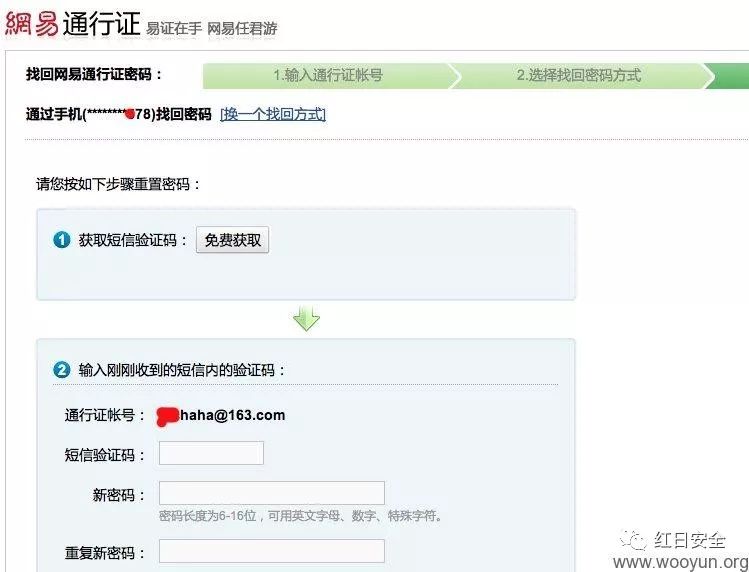 網易通行证 易证在手 网易任君游
找回网易通行证密码：
1.输入通行证帐号
2.选择找回密码方式
通过手机(********78)找回密码 [换一个找回方式]
请您按如下步骤重置密码：
1 获取短信验证码： 免费获取
2 输入刚刚收到的短信内的验证码：
通行证帐号： haha@163.com
短信验证码：
新密码：
密码长度为6-16位，可用英文字母、数字、特殊字符。
重复新密码：
红日安全
www.wooyun.org